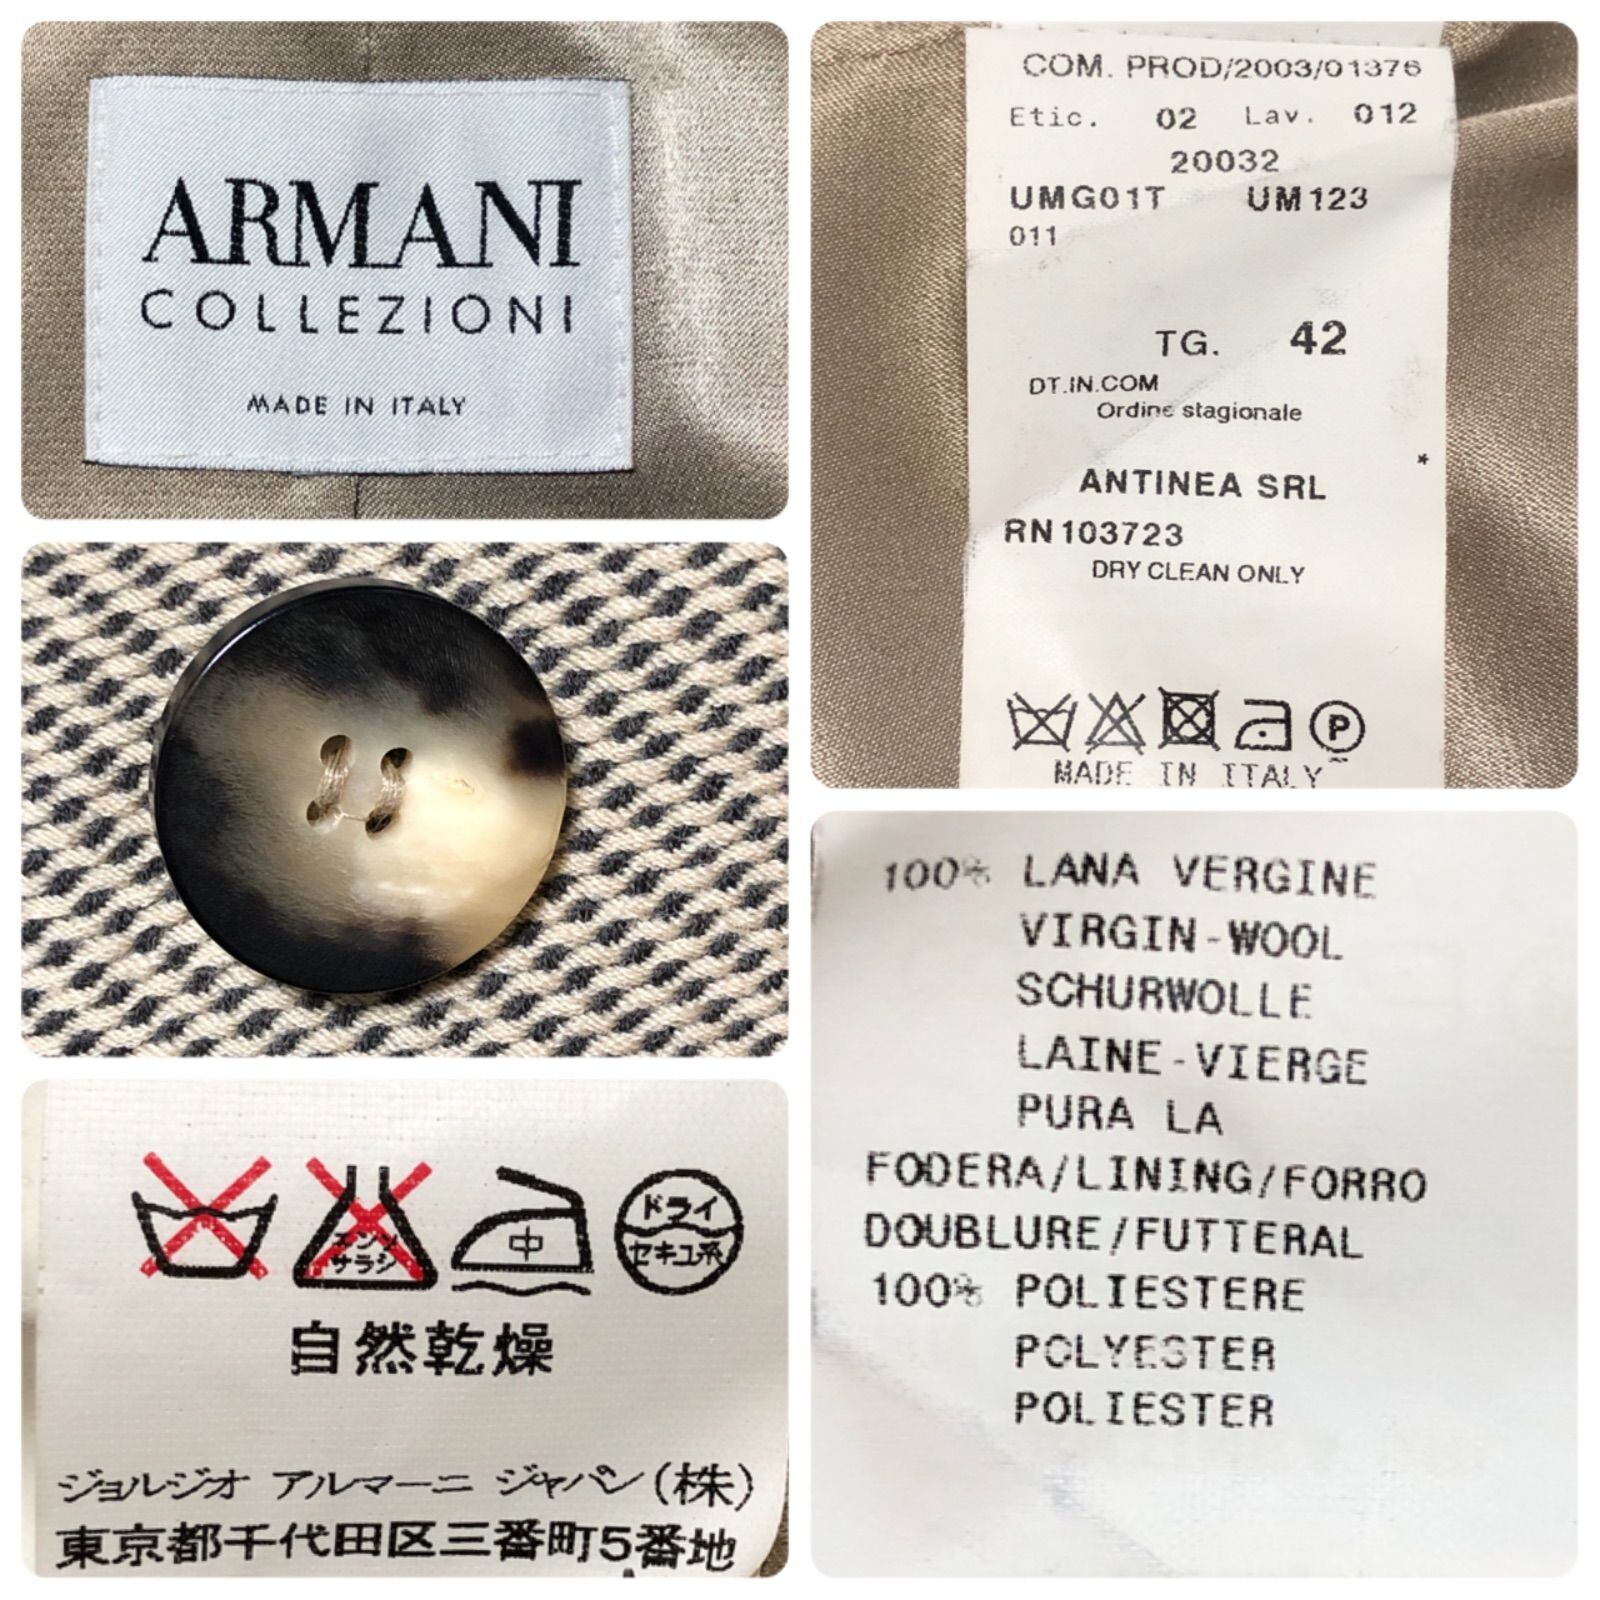 ARMANI
COLLEZIONI
MADE IN ITALY
COM. PROD/2003/01376
Etic. 02 Lav. 012
20032
UMG01T UM123
011
TG. 42
DT.IN.COM
Ordine stagionale
*
ANTINEA SRL
RN103723
DRY CLEAN ONLY
P
MADE IN ITALY
エンソ
サラシ
中
ドライ
セキユ系
自然乾燥
ジョルジオ アルマーニ ジャパン(株)
東京都千代田区三番町5番地
100% LANA VERGINE
VIRGIN-WOOL
SCHURWOLLE
LAINE-VIERGE
PURA LA
FODERA/LINING/FORRO
DOUBLURE/FUTTERAL
100% POLIESTERE
POLYESTER
POLIESTER